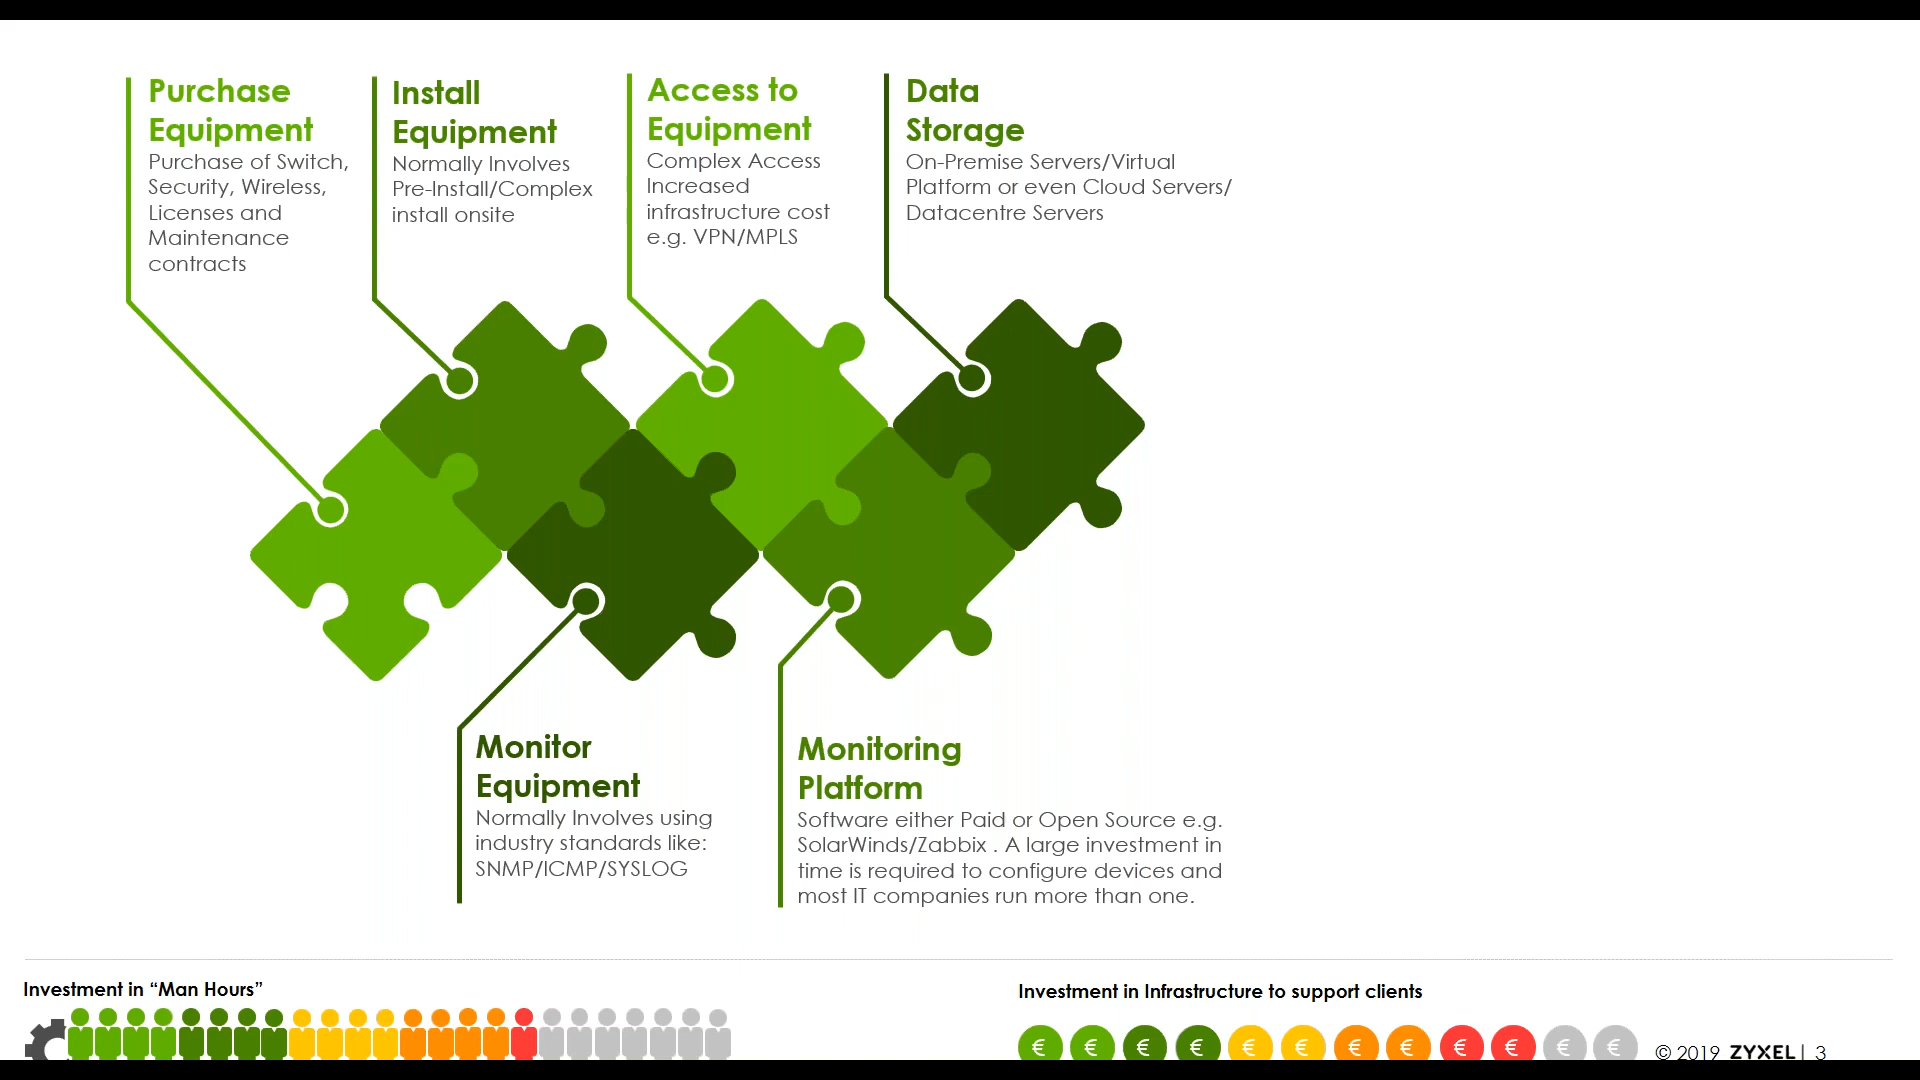 Purchase
Equipment
Purchase of Switch,
Security, Wireless,
Licenses and
Maintenance
contracts
Install
Equipment
Normally Involves
Pre-Install/Complex
install onsite
Access to
Equipment
Complex Access
Increased
infrastructure cost
e.g. VPN/MPLS
Data
Storage
On-Premise Servers/Virtual
Platform or even Cloud Servers/
Datacentre Servers
Monitor
Equipment
Normally Involves using
industry standards like:
SNMP/ICMP/SYSLOG
Monitoring
Platform
Software either Paid or Open Source e.g.
SolarWinds/Zabbix . A large investment in
time is required to configure devices and
most IT companies run more than one.
Investment in “Man Hours”
Investment in Infrastructure to support clients
€ € € € € € € € € € € €
© 2019 ZYXEL | 3